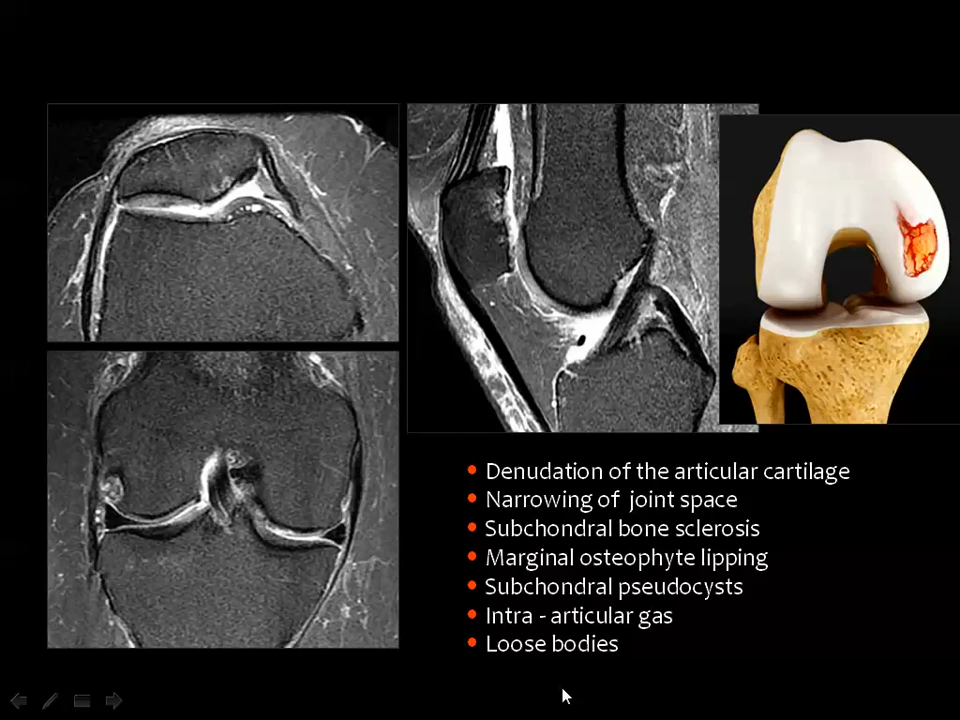 Denudation of the articular cartilage
Narrowing of joint space
Subchondral bone sclerosis
Marginal osteophyte lipping
Subchondral pseudocysts
Intra - articular gas
Loose bodies